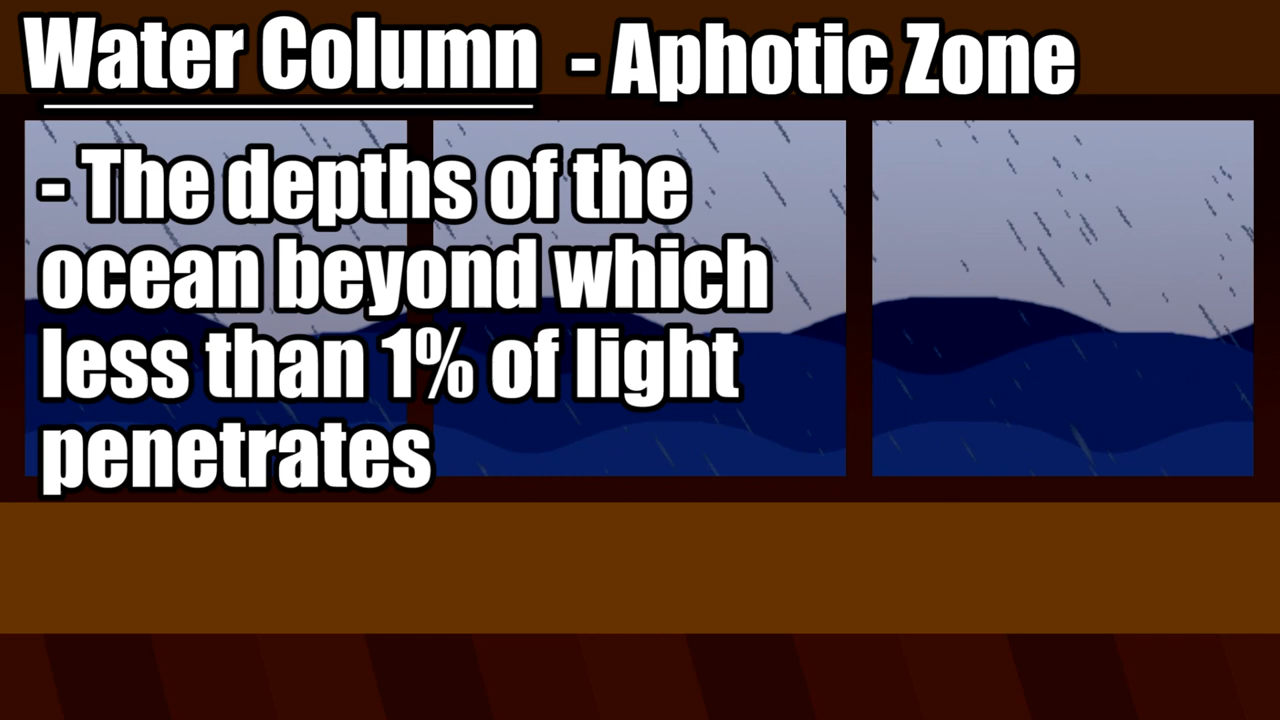 Water Column - Aphotic Zone
- The depths of the
ocean beyond which
less than 1% of light
penetrates